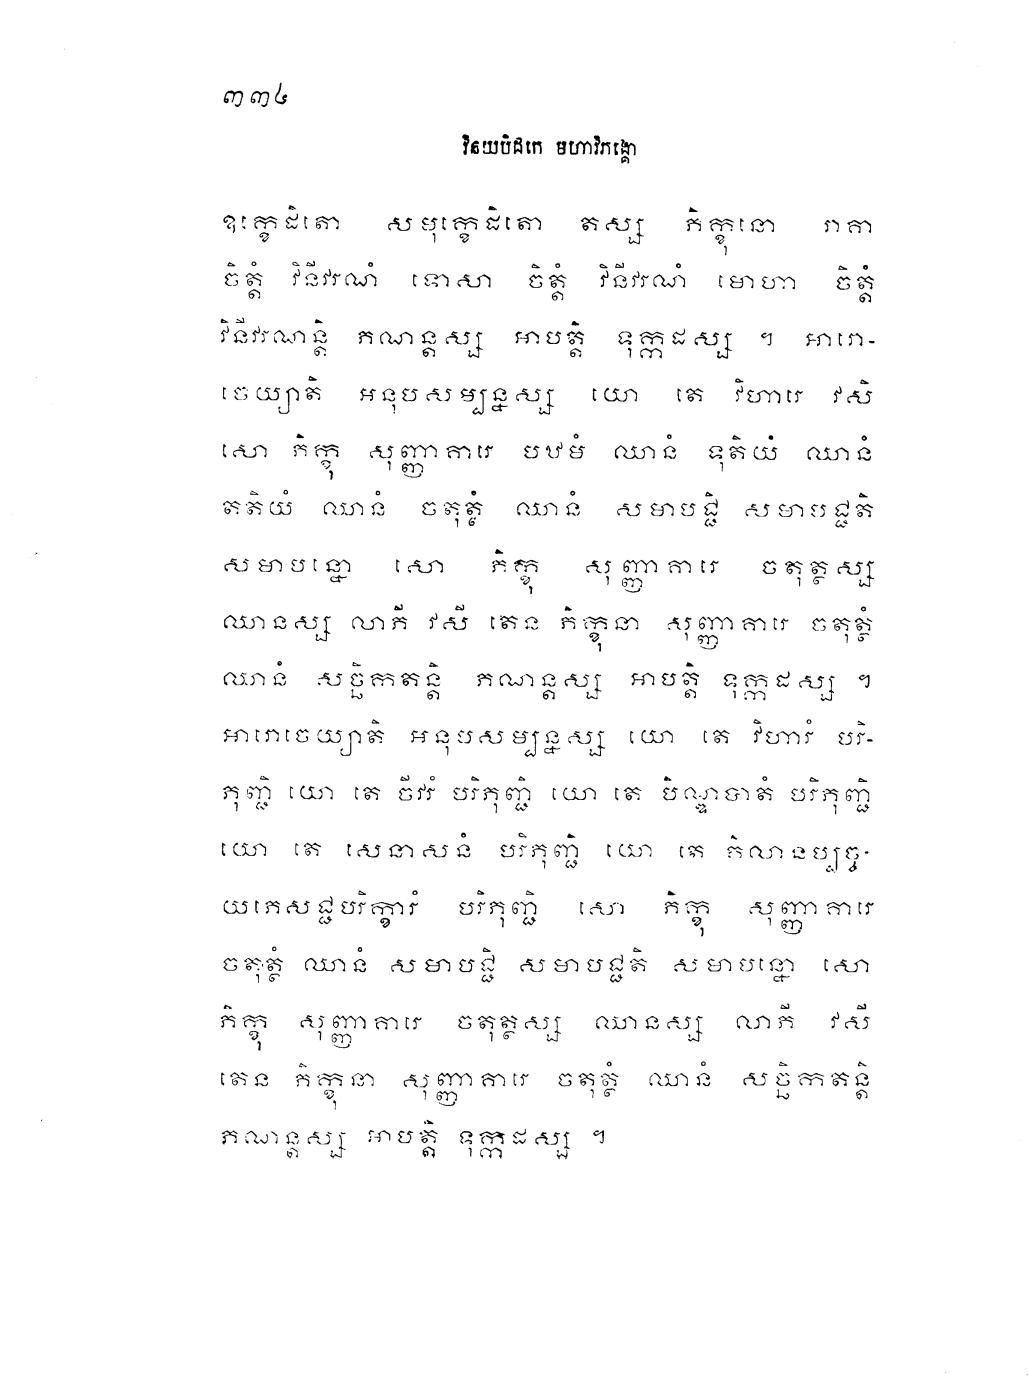 ៣៣៤
វិនយបិដកេ មហាវិភង្គោ
ឧក្ខេដិតោ សមុក្ខេដិតោ តស្ស ភិក្ខុនោ រាគា
ចិត្តំ វិនីវរណំ ទោសា ចិត្តំ វិនីវរណំ មោហា ចិត្តំ
វិនីវរណន្តិ ភណន្តស្ស អាបត្តិ ទុក្កដស្ស ។ អារោ-
ចេយ្យាតិ អនុបសម្បន្នស្ស យោ តេ វិហារេ វសិ
សោ ភិក្ខុ សុញ្ញាគារេ បឋមំ ឈានំ ទុតិយំ ឈានំ
តតិយំ ឈានំ ចតុត្ថំ ឈានំ សមាបជ្ជិ សមាបជ្ជតិ
សមាបន្នោ សោ ភិក្ខុ សុញ្ញាគារេ ចតុត្ថស្ស
ឈានស្ស លាភី វសី តេន ភិក្ខុនា សុញ្ញាគារេ ចតុត្ថំ
ឈានំ សច្ឆិកតន្តិ ភណន្តស្ស អាបត្តិ ទុក្កដស្ស ។
អារោចេយ្យាតិ អនុបសម្បន្នស្ស យោ តេ វិហារំ បរិ-
ភុញ្ជិ យោ តេ ចីវរំ បរិភុញ្ជិ យោ តេ បិណ្ឌបាតំ បរិភុញ្ជិ
យោ តេ សេនាសនំ បរិភុញ្ជិ យោ តេ គិលានប្បច្ច-
យភេសជ្ជបរិក្ខារំ បរិភុញ្ជិ សោ ភិក្ខុ សុញ្ញាគារេ
ចតុត្ថំ ឈានំ សមាបជ្ជិ សមាបជ្ជតិ សមាបន្នោ សោ
ភិក្ខុ សុញ្ញាគារេ ចតុត្ថស្ស ឈានស្ស លាភី វសី
តេន ភិក្ខុនា សុញ្ញាគារេ ចតុត្ថំ ឈានំ សច្ឆិកតន្តិ
ភណន្តស្ស អាបត្តិ ទុក្កដស្ស ។